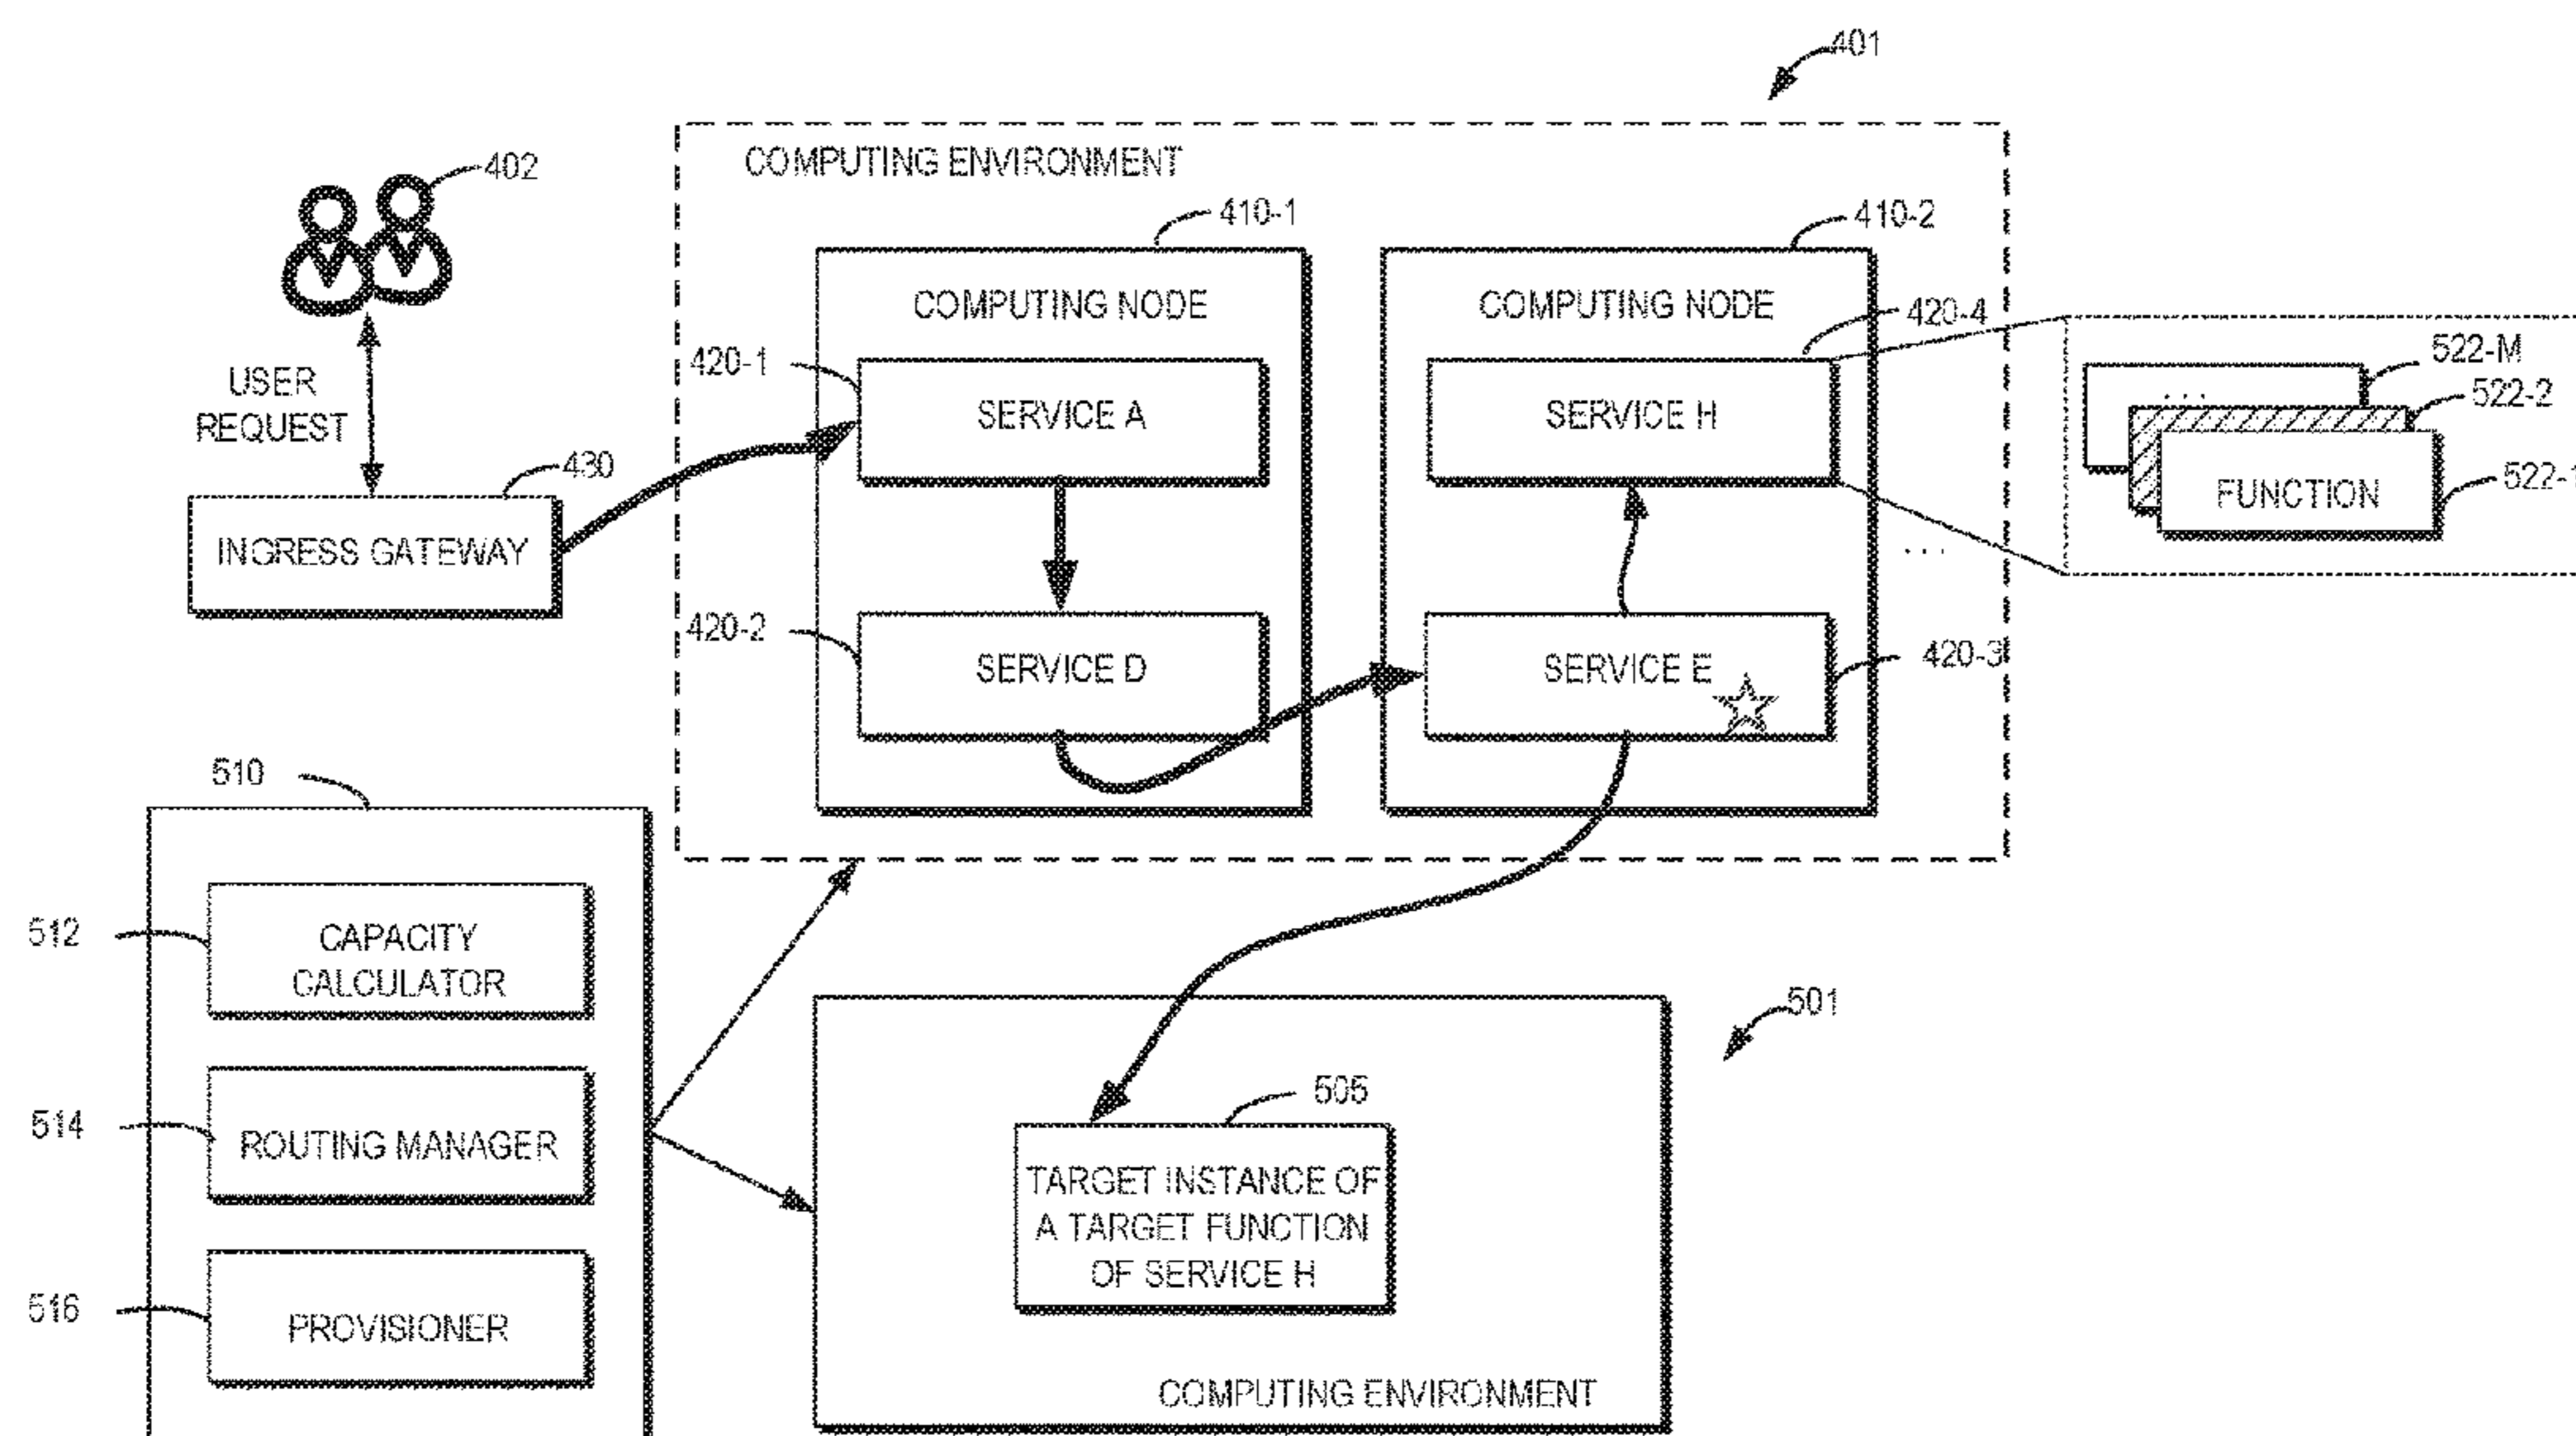 401
COMPUTING ENVIRONMENT
402
410-1
410-2
COMPUTING NODE
COMPUTING NODE
420-4
420-1
522-M
. . .
522-2
USER
REQUEST
SERVICE A
SERVICE H
430
522-1
FUNCTION
INGRESS GATEWAY
. . .
420-2
420-3
SERVICE D
SERVICE E
510
512
CAPACITY
CALCULATOR
501
505
514
ROUTING MANAGER
TARGET INSTANCE OF
A TARGET FUNCTION
OF SERVICE H
516
PROVISIONER
COMPUTING ENVIRONMENT